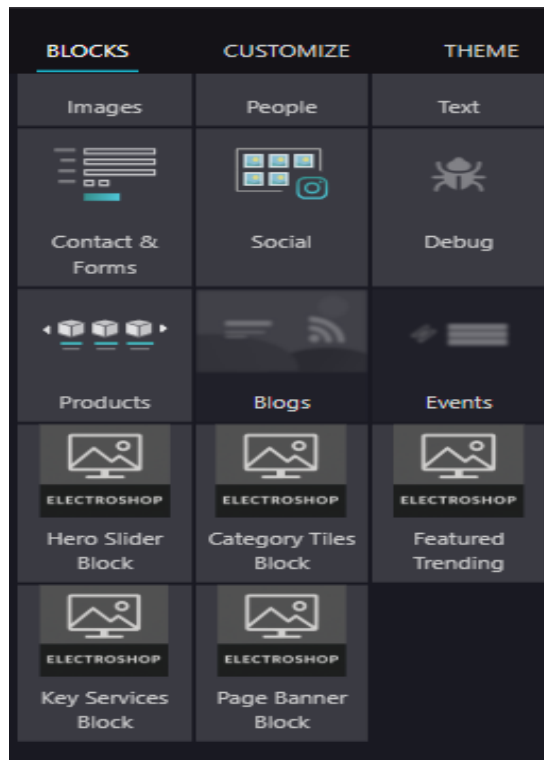 BLOCKS CUSTOMIZE THEME
Images People Text
Contact &
Forms
Social
Debug
Products Blogs Events
ELECTROSHOP ELECTROSHOP ELECTROSHOP
Hero Slider
Block
Category Tiles
Block
Featured
Trending
ELECTROSHOP ELECTROSHOP
Key Services
Block
Page Banner
Block